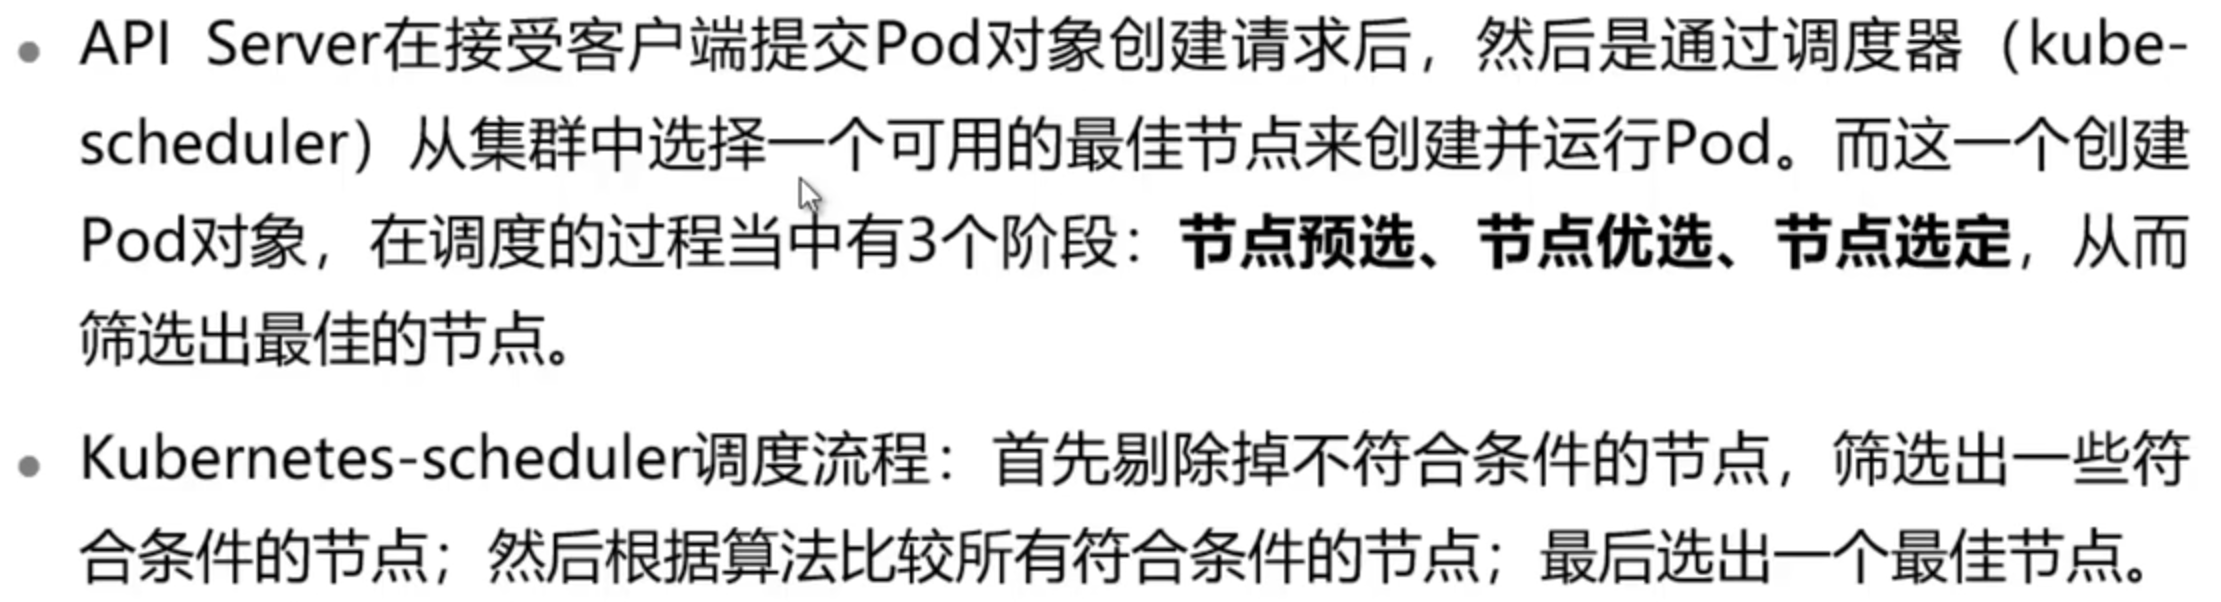 API Server在接受客户端提交Pod对象创建请求后，然后是通过调度器（kube-
scheduler）从集群中选择一个可用的最佳节点来创建并运行Pod。而这一个创建
Pod对象，在调度的过程当中有3个阶段：节点预选、节点优选、节点选定，从而
筛选出最佳的节点。
Kubernetes-scheduler调度流程：首先剔除掉不符合条件的节点，筛选出一些符
合条件的节点；然后根据算法比较所有符合条件的节点；最后选出一个最佳节点。